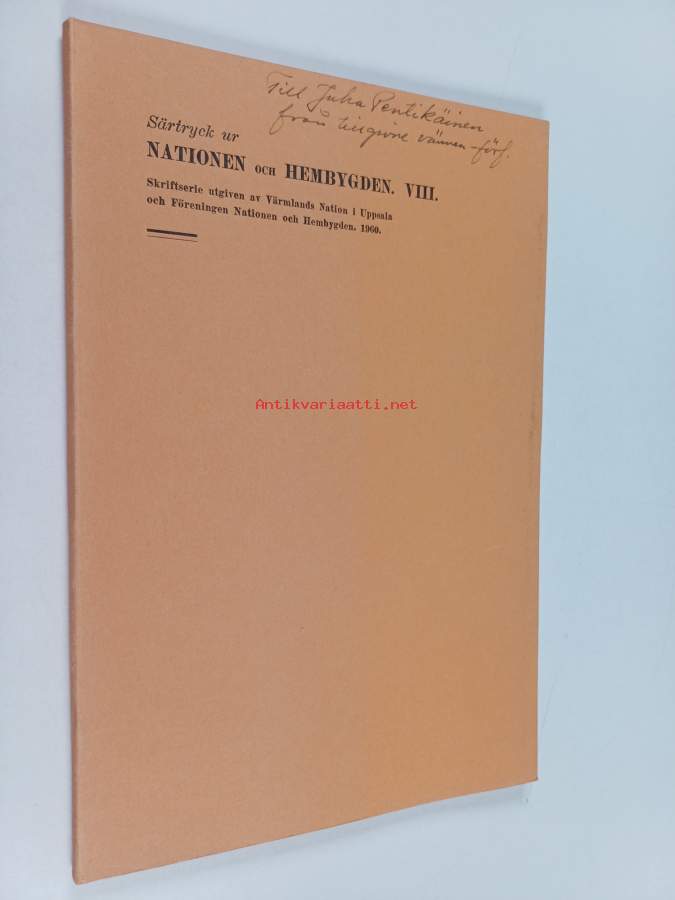 Till Juha Pentikäinen
från tillgivne vännen-förf.
Särtryck ur
NATIONEN OCH HEMBYGDEN. VIII.
Skriftserie utgiven av Värmlands Nation i Uppsala
och Föreningen Nationen och Hembygden. 1960.
Antikvariaatti.net